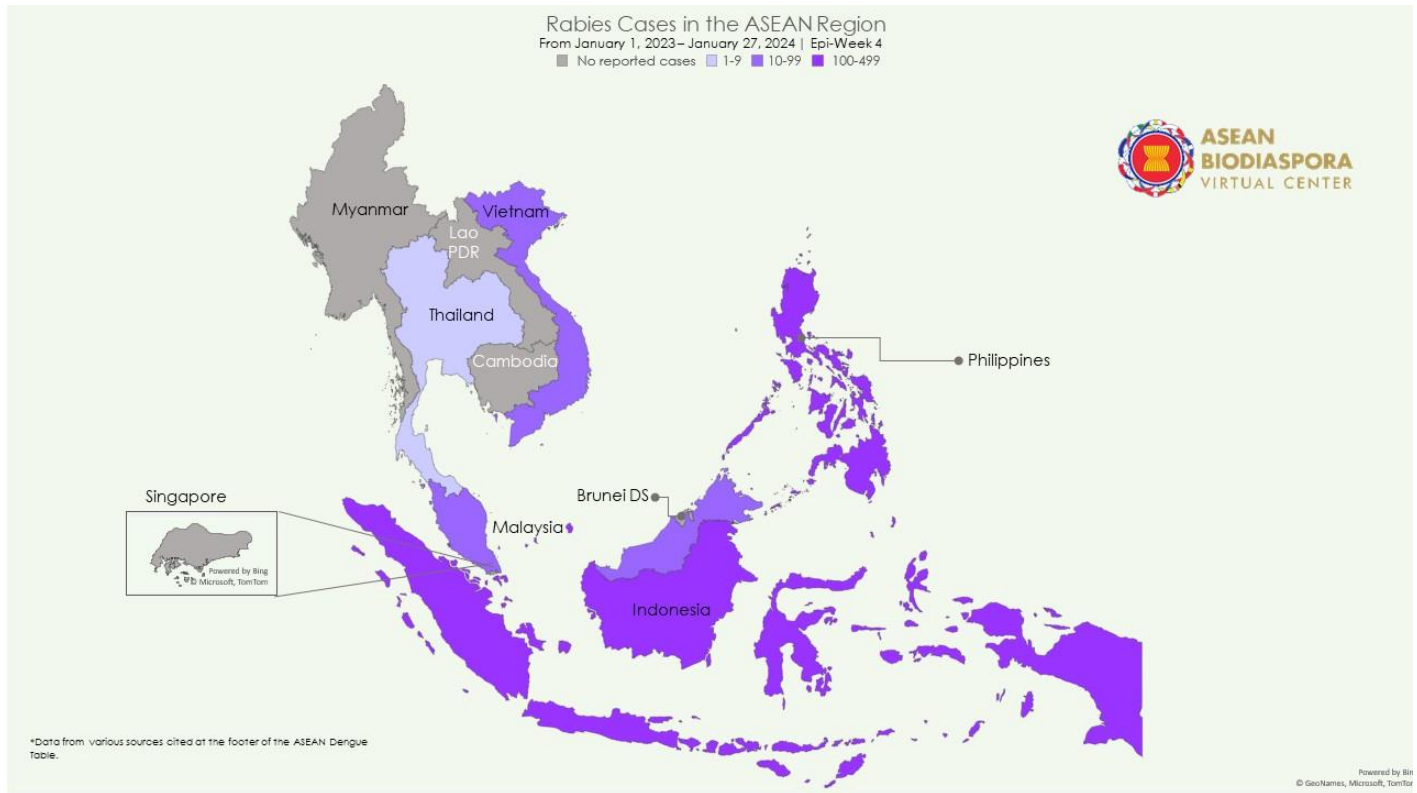 Rabies Cases in the ASEAN Region
From January 1, 2023 – January 27, 2024 | Epi-Week 4
No reported cases 1-9 10-99 100-499
ASEAN
BIODIASPORA
VIRTUAL CENTER
Myanmar
Vietnam
Lao
PDR
Thailand
Cambodia
Philippines
Singapore
Brunei DS
Malaysia
Powered by Bing
© Microsoft, TomTom
Indonesia
*Data from various sources cited at the footer of the ASEAN Dengue
Table.
Powered by Bin
© GeoNames, Microsoft, TomTom